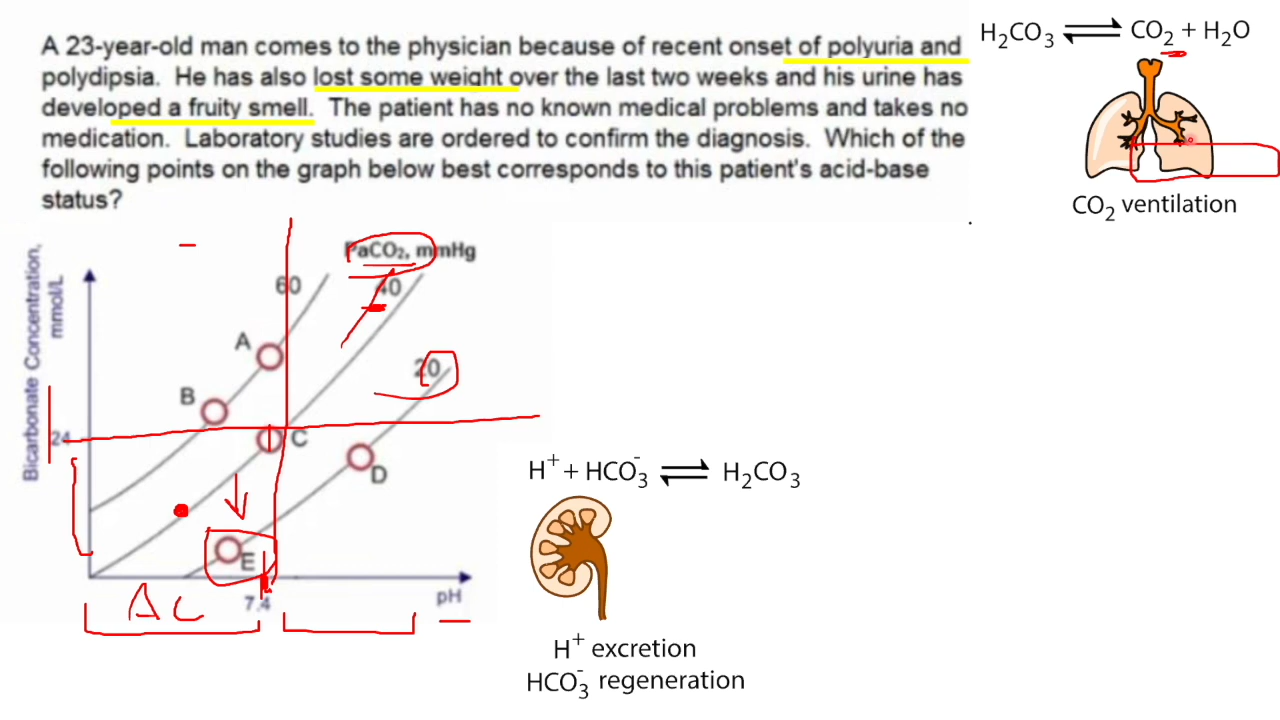 A 23-year-old man comes to the physician because of recent onset of polyuria and
polydipsia. He has also lost some weight over the last two weeks and his urine has
developed a fruity smell. The patient has no known medical problems and takes no
medication. Laboratory studies are ordered to confirm the diagnosis. Which of the
following points on the graph below best corresponds to this patient's acid-base
status?
H₂CO₃ ⇌ CO₂ + H₂O
CO₂ ventilation
Bicarbonate Concentration,
mmol/L
PaCO₂, mmHg
60
40
20
A
B
C
D
E
24
7.4
pH
AC
H⁺ + HCO₃⁻ ⇌ H₂CO₃
H⁺ excretion
HCO₃⁻ regeneration